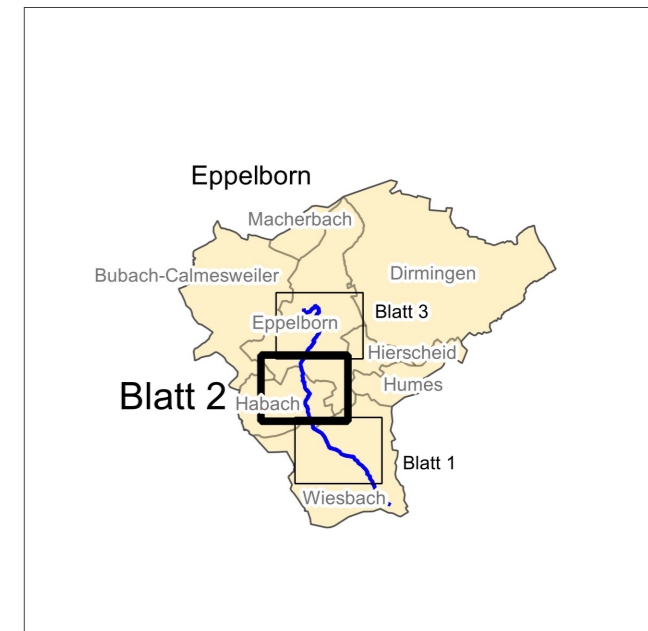 Eppelborn
Macherbach
Bubach-Calmesweiler
Dirmingen
Blatt 3
Eppelborn
Hierscheid
Humes
Blatt 2
Habach
Blatt 1
Wiesbach